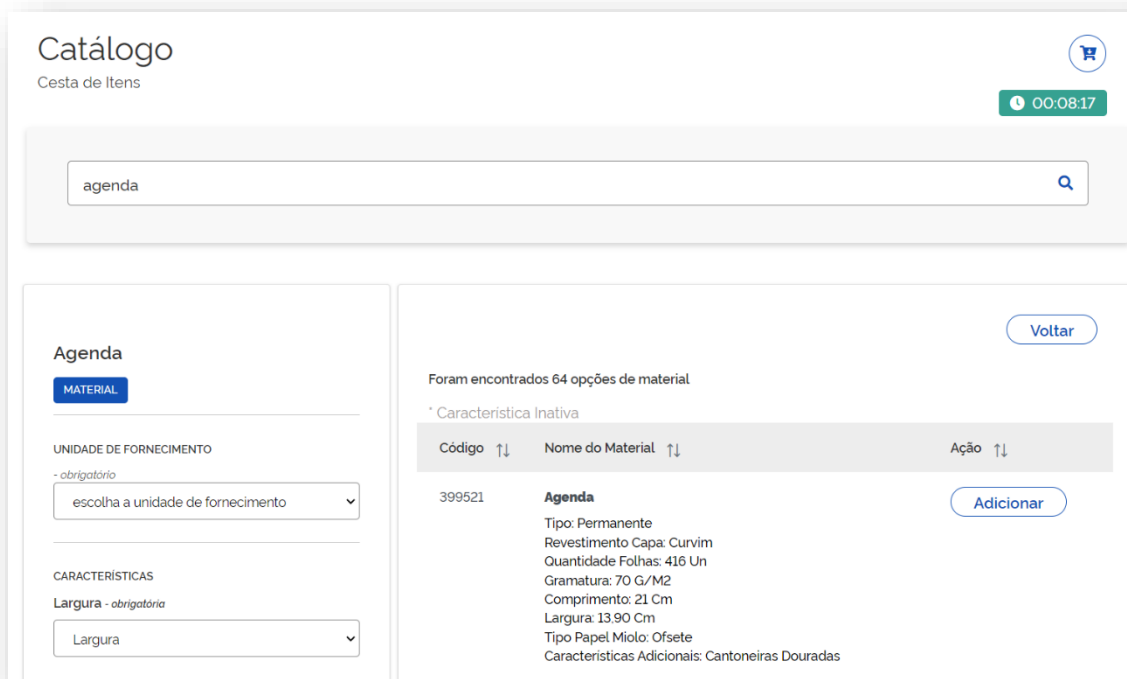 Catálogo
Cesta de Itens
00:08:17
agenda
Agenda
MATERIAL
UNIDADE DE FORNECIMENTO
- obrigatório
escolha a unidade de fornecimento
CARACTERÍSTICAS
Largura - obrigatória
Largura
Voltar
Foram encontrados 64 opções de material
* Característica Inativa
Código Nome do Material Ação
399521 Agenda Adicionar
Tipo: Permanente
Revestimento Capa: Curvim
Quantidade Folhas: 416 Un
Gramatura: 70 G/M2
Comprimento: 21 Cm
Largura: 13.90 Cm
Tipo Papel Miolo: Ofsete
Características Adicionais: Cantoneiras Douradas